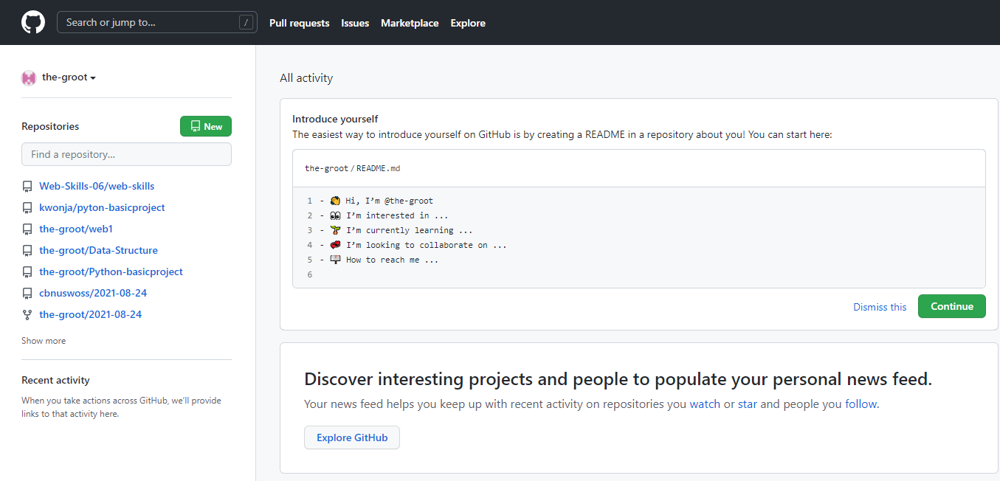 Search or jump to...
/
Pull requests
Issues
Marketplace
Explore
the-groot
Repositories
New
Find a repository...
Web-Skills-06/web-skills
kwonja/pyton-basicproject
the-groot/web1
the-groot/Data-Structure
the-groot/Python-basicproject
cbnuswoss/2021-08-24
the-groot/2021-08-24
Show more
Recent activity
When you take actions across GitHub, we'll provide
links to that activity here.
All activity
Introduce yourself
The easiest way to introduce yourself on GitHub is by creating a README in a repository about you! You can start here:
the-groot / README.md
1 - 👋 Hi, I'm @the-groot
2 - 👀 I'm interested in ...
3 - 🌱 I'm currently learning ...
4 - 💞️ I'm looking to collaborate on ...
5 - 📫 How to reach me ...
6
Dismiss this
Continue
Discover interesting projects and people to populate your personal news feed.
Your news feed helps you keep up with recent activity on repositories you watch or star and people you follow.
Explore GitHub